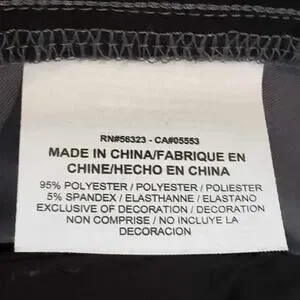 RN#56323 - CA#05553
MADE IN CHINA/FABRIQUE EN
CHINE/HECHO EN CHINA
95% POLYESTER / POLYESTER / POLIESTER
5% SPANDEX / ELASTHANNE / ELASTANO
EXCLUSIVE OF DECORATION / DECORATION
NON COMPRISE / NO INCLUYE LA
DECORACION